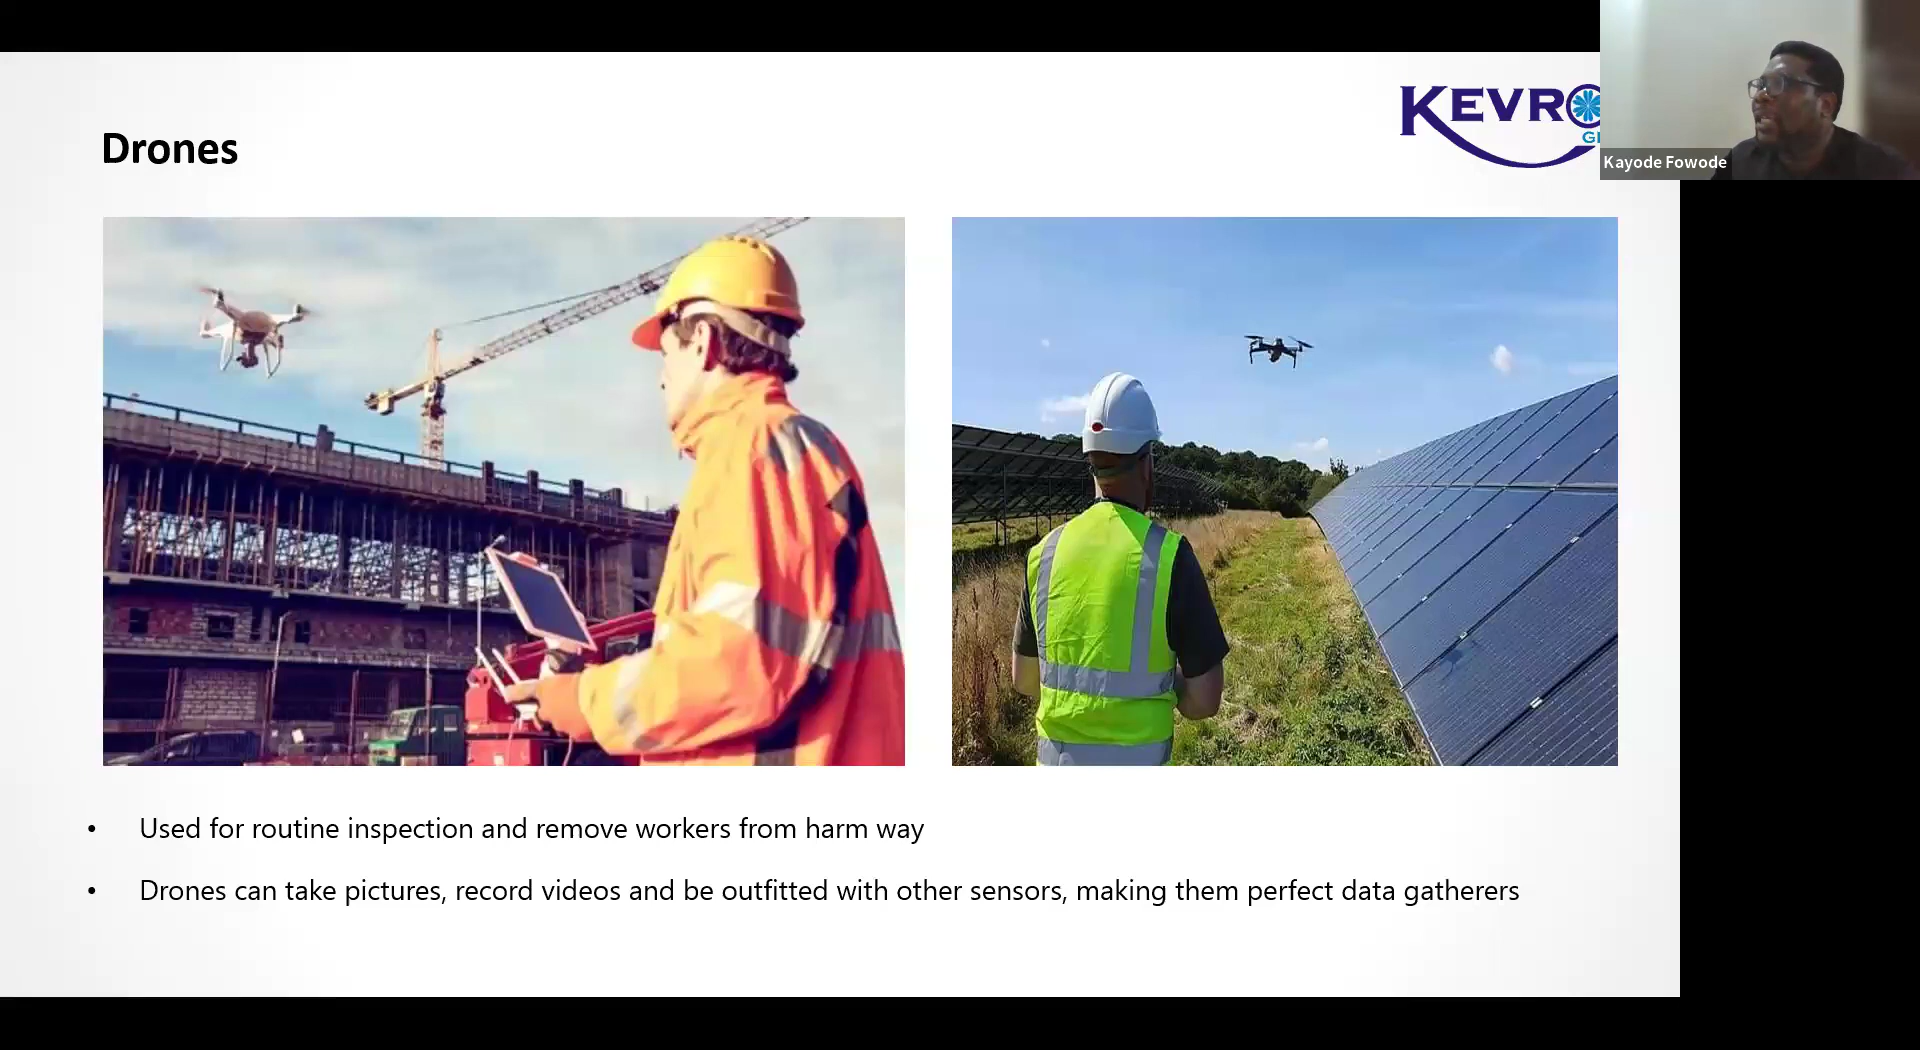 Drones
KEVRO
Kayode Fowode
• Used for routine inspection and remove workers from harm way
• Drones can take pictures, record videos and be outfitted with other sensors, making them perfect data gatherers